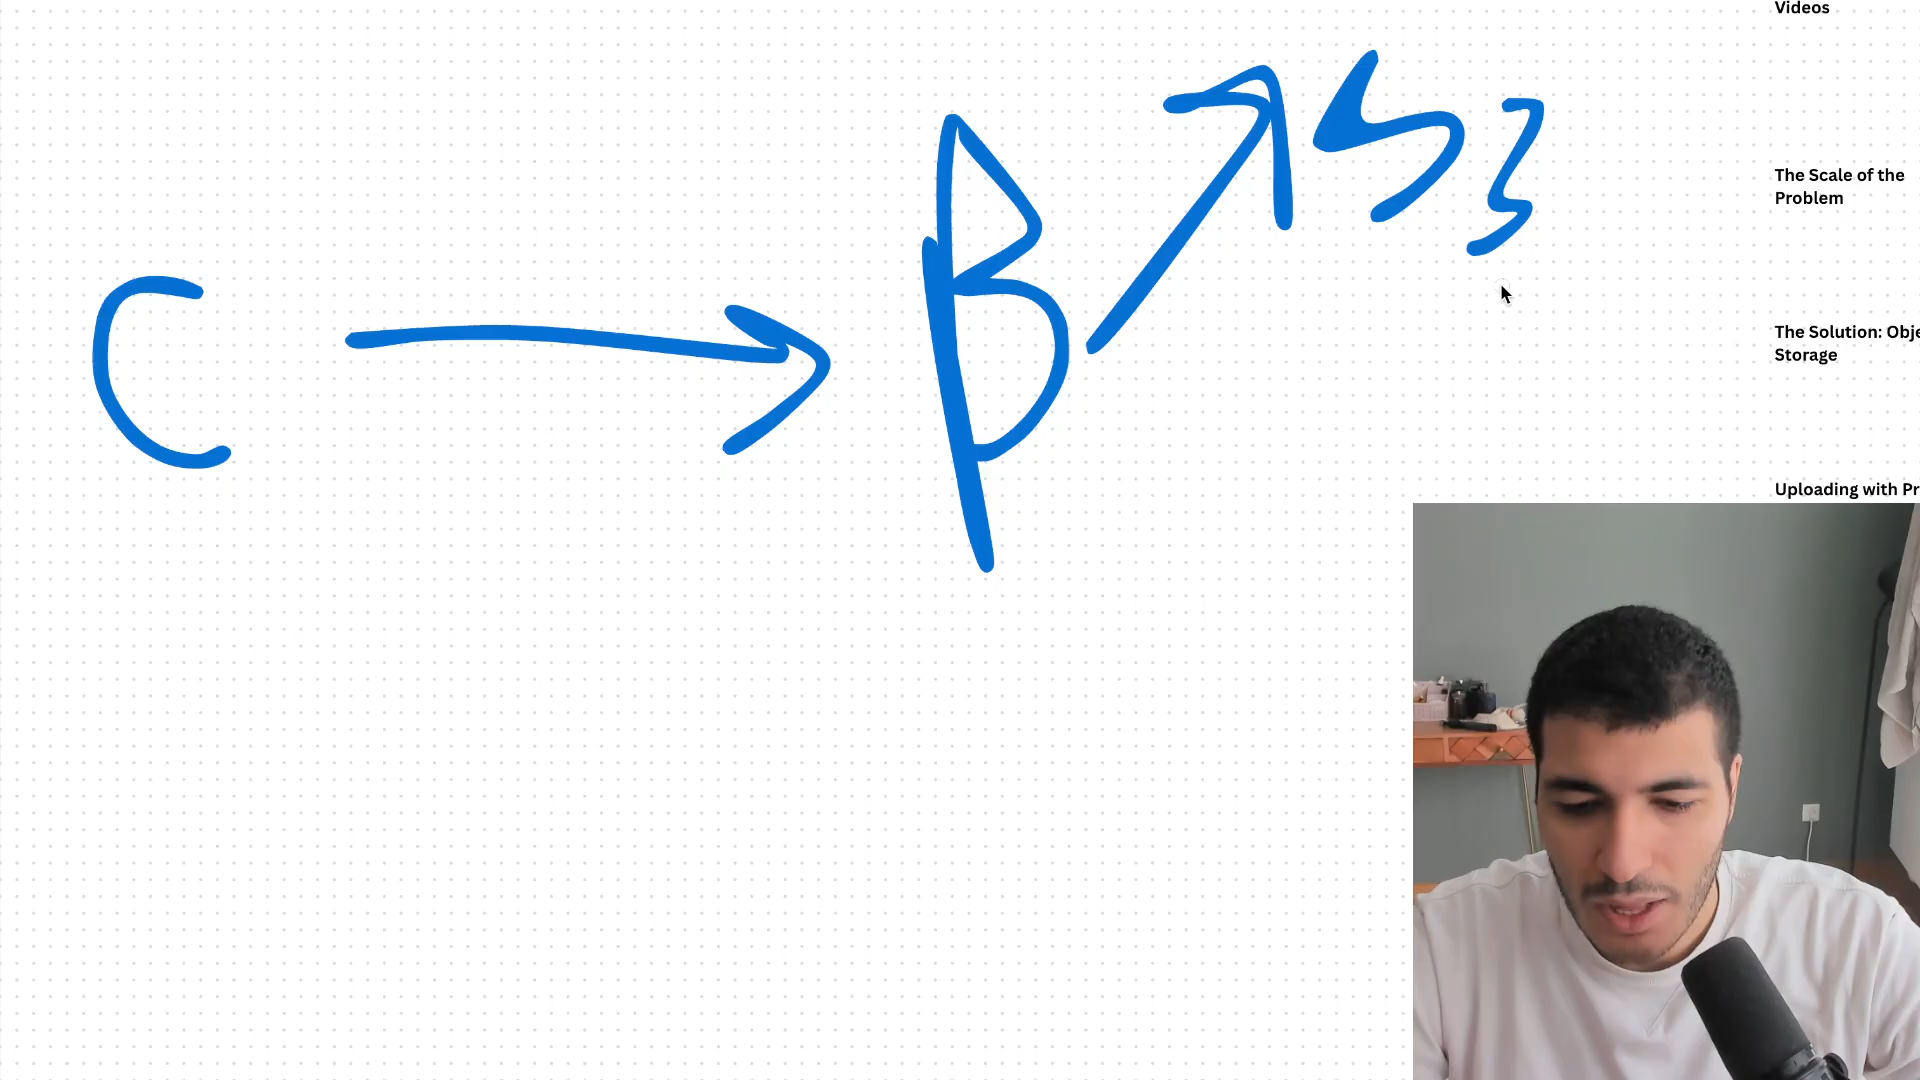 C
B
S3
Videos
The Scale of the
Problem
The Solution: Obje
Storage
Uploading with Pr